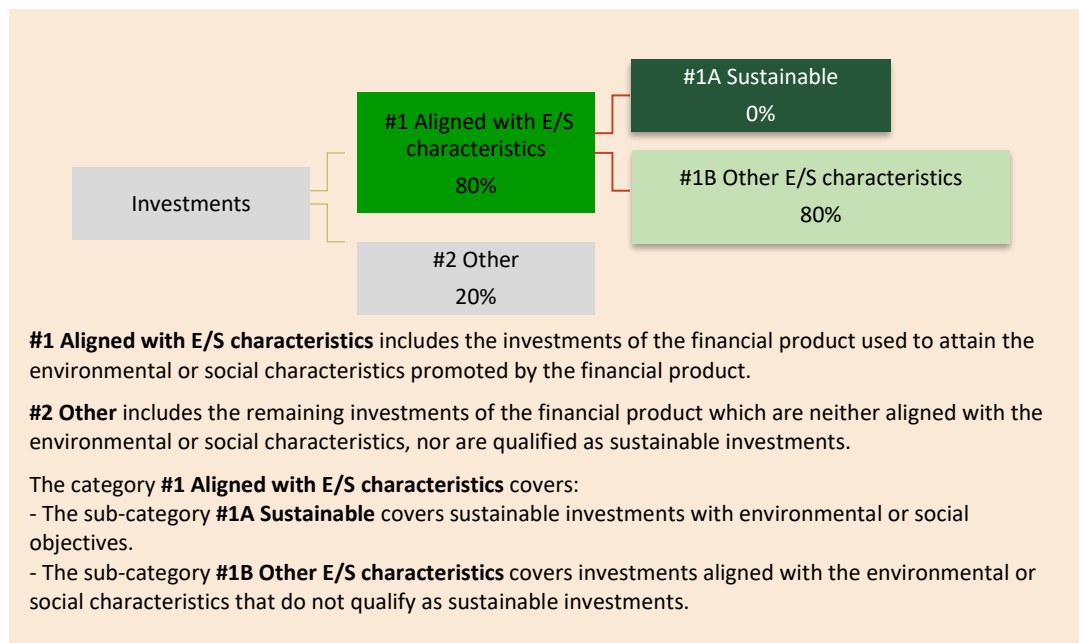 #1A Sustainable
0%
#1 Aligned with E/S
characteristics
80%
#1B Other E/S characteristics
80%
Investments
#2 Other
20%
#1 Aligned with E/S characteristics includes the investments of the financial product used to attain the
environmental or social characteristics promoted by the financial product.
#2 Other includes the remaining investments of the financial product which are neither aligned with the
environmental or social characteristics, nor are qualified as sustainable investments.
The category #1 Aligned with E/S characteristics covers:
- The sub-category #1A Sustainable covers sustainable investments with environmental or social
objectives.
- The sub-category #1B Other E/S characteristics covers investments aligned with the environmental or
social characteristics that do not qualify as sustainable investments.